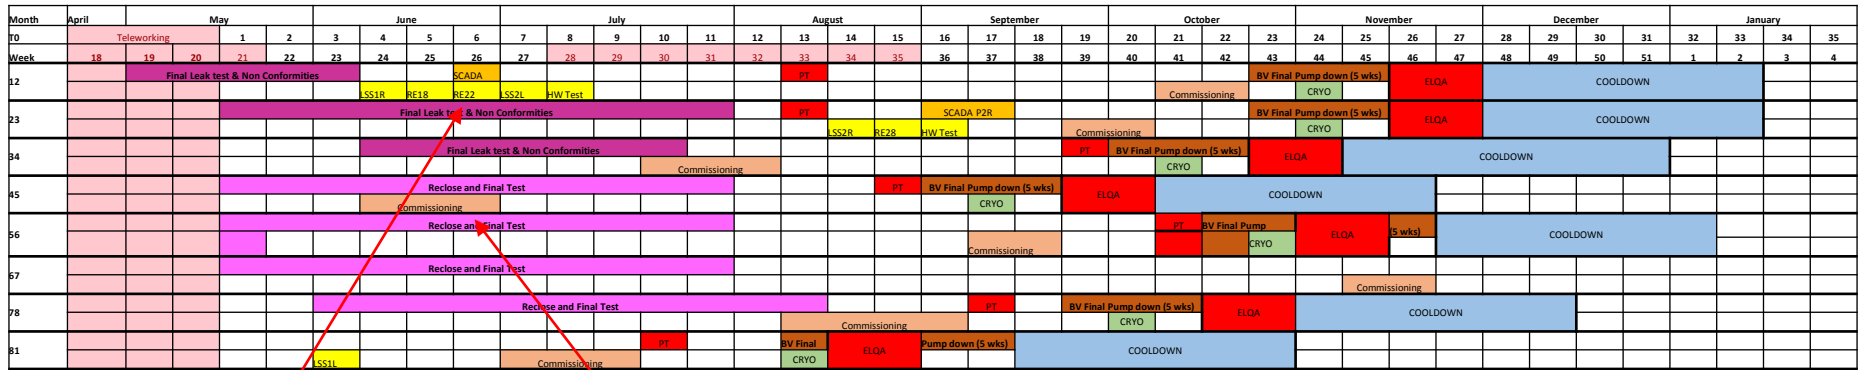 Month April May June July August September October November December January
T0 Teleworking 1 2 3 4 5 6 7 8 9 10 11 12 13 14 15 16 17 18 19 20 21 22 23 24 25 26 27 28 29 30 31 32 33 34 35
Week 18 19 20 21 22 23 24 25 26 27 28 29 30 31 32 33 34 35 36 37 38 39 40 41 42 43 44 45 46 47 48 49 50 51 52 1 2 3 4
12 Final Leak test & Non Conformities SCADA PT BV Final Pump down (5 wks) ELQA COOLDOWN
LSS1R RE18 RE22 LSS2L HW Test Commissioning CRYO
23 Final Leak test & Non Conformities PT SCADA P2R BV Final Pump down (5 wks) ELQA COOLDOWN
LSS2R RE28 HW Test Commissioning CRYO
34 Final Leak test & Non Conformities PT BV Final Pump down (5 wks) ELQA COOLDOWN
Commissioning CRYO
45 Reclose and Final Test PT BV Final Pump down (5 wks) ELQA COOLDOWN
Commissioning CRYO
56 Reclose and Final Test PT BV Final Pump ELQA (5 wks) COOLDOWN
Commissioning CRYO
67 Reclose and Final Test
Commissioning
78 Reclose and Final Test PT BV Final Pump down (5 wks) ELQA COOLDOWN
Commissioning CRYO
81 PT BV Final ELQA Pump down (5 wks) COOLDOWN
LSS1L Commissioning CRYO